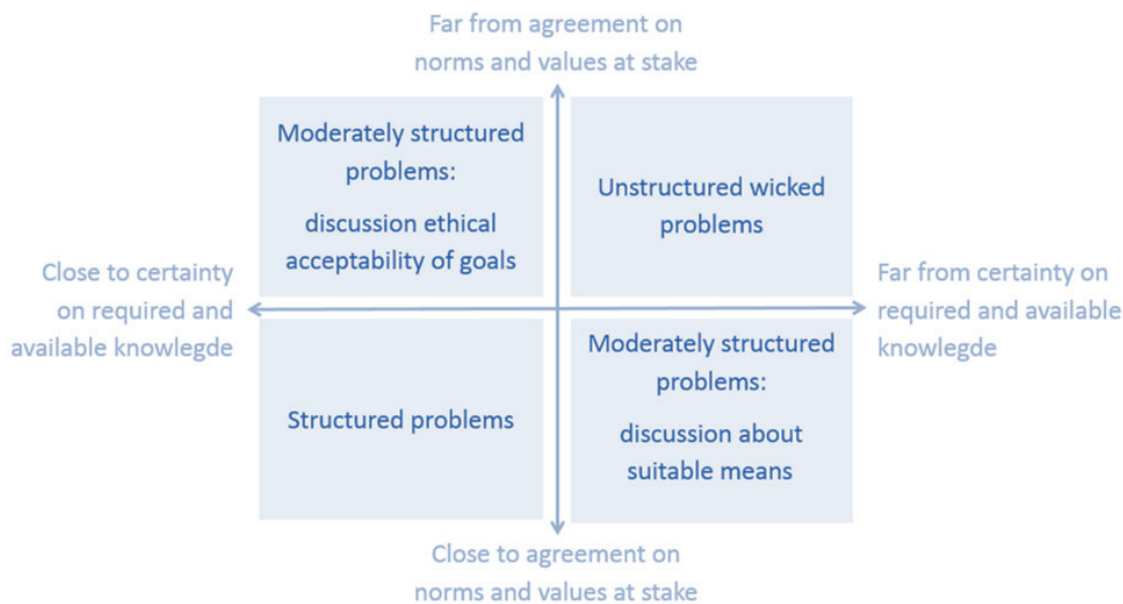 Far from agreement on
norms and values at stake
Moderately structured
problems:
discussion ethical
acceptability of goals
Unstructured wicked
problems
Close to certainty
on required and
available knowlegde
Far from certainty on
required and available
knowlegde
Structured problems
Moderately structured
problems:
discussion about
suitable means
Close to agreement on
norms and values at stake